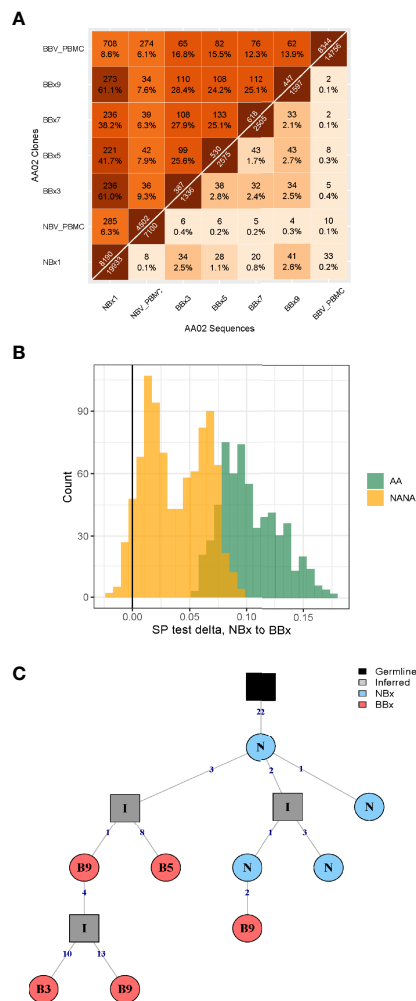 A
BBV_PBMC 708 274 65 82 76 62 8344
8.6% 6.1% 16.8% 15.5% 12.3% 13.9% 14756
BBx9 273 34 110 108 112 447 2
61.1% 7.6% 28.4% 24.2% 25.1% 1597 0.1%
BBx7 236 39 108 133 618 33 2
38.2% 6.3% 27.9% 25.1% 2565 2.1% 0.1%
BBx5 221 42 99 530 43 43 8
41.7% 7.9% 25.6% 2575 1.7% 2.7% 0.3%
BBx3 236 36 387 38 32 34 5
61.0% 9.3% 1336 2.8% 2.4% 2.5% 0.4%
NBV_PBMC 285 4502 6 6 5 4 10
6.3% 7100 0.4% 0.2% 0.2% 0.3% 0.1%
NBx1 8190 8 34 28 20 41 33
19933 0.1% 2.5% 1.1% 0.8% 2.6% 0.2%
AA02 Clones
NBx1 NBV_PBMC BBx3 BBx5 BBx7 BBx9 BBV_PBMC
AA02 Sequences
B
90
60
30
0
Count
0.00 0.05 0.10 0.15
SP test delta, NBx to BBx
AA
NANA
C
Germline
Inferred
NBx
BBx
22
N
3 2 1
I I N
1 8 1 3
B9 B5 N N
4 2
I B9
10 13
B3 B9